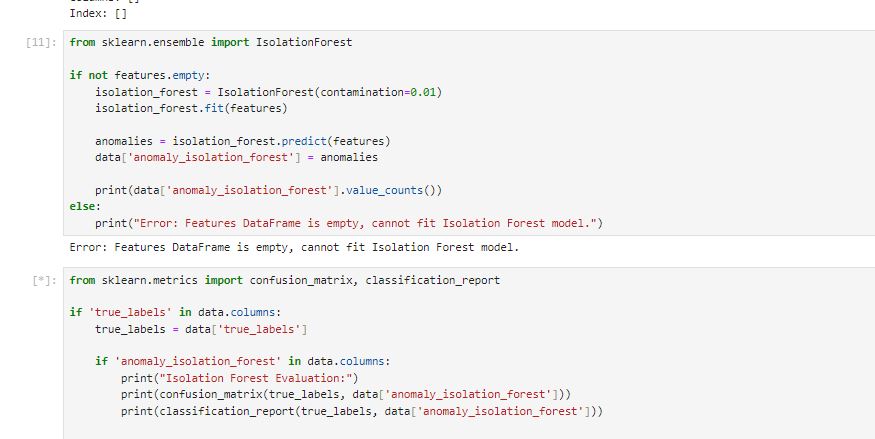 Index: []
[11]: from sklearn.ensemble import IsolationForest
if not features.empty:
    isolation_forest = IsolationForest(contamination=0.01)
    isolation_forest.fit(features)
    anomalies = isolation_forest.predict(features)
    data['anomaly_isolation_forest'] = anomalies
    print(data['anomaly_isolation_forest'].value_counts())
else:
    print("Error: Features DataFrame is empty, cannot fit Isolation Forest model.")
Error: Features DataFrame is empty, cannot fit Isolation Forest model.
[*]: from sklearn.metrics import confusion_matrix, classification_report
if 'true_labels' in data.columns:
    true_labels = data['true_labels']
    if 'anomaly_isolation_forest' in data.columns:
        print("Isolation Forest Evaluation:")
        print(confusion_matrix(true_labels, data['anomaly_isolation_forest']))
        print(classification_report(true_labels, data['anomaly_isolation_forest']))